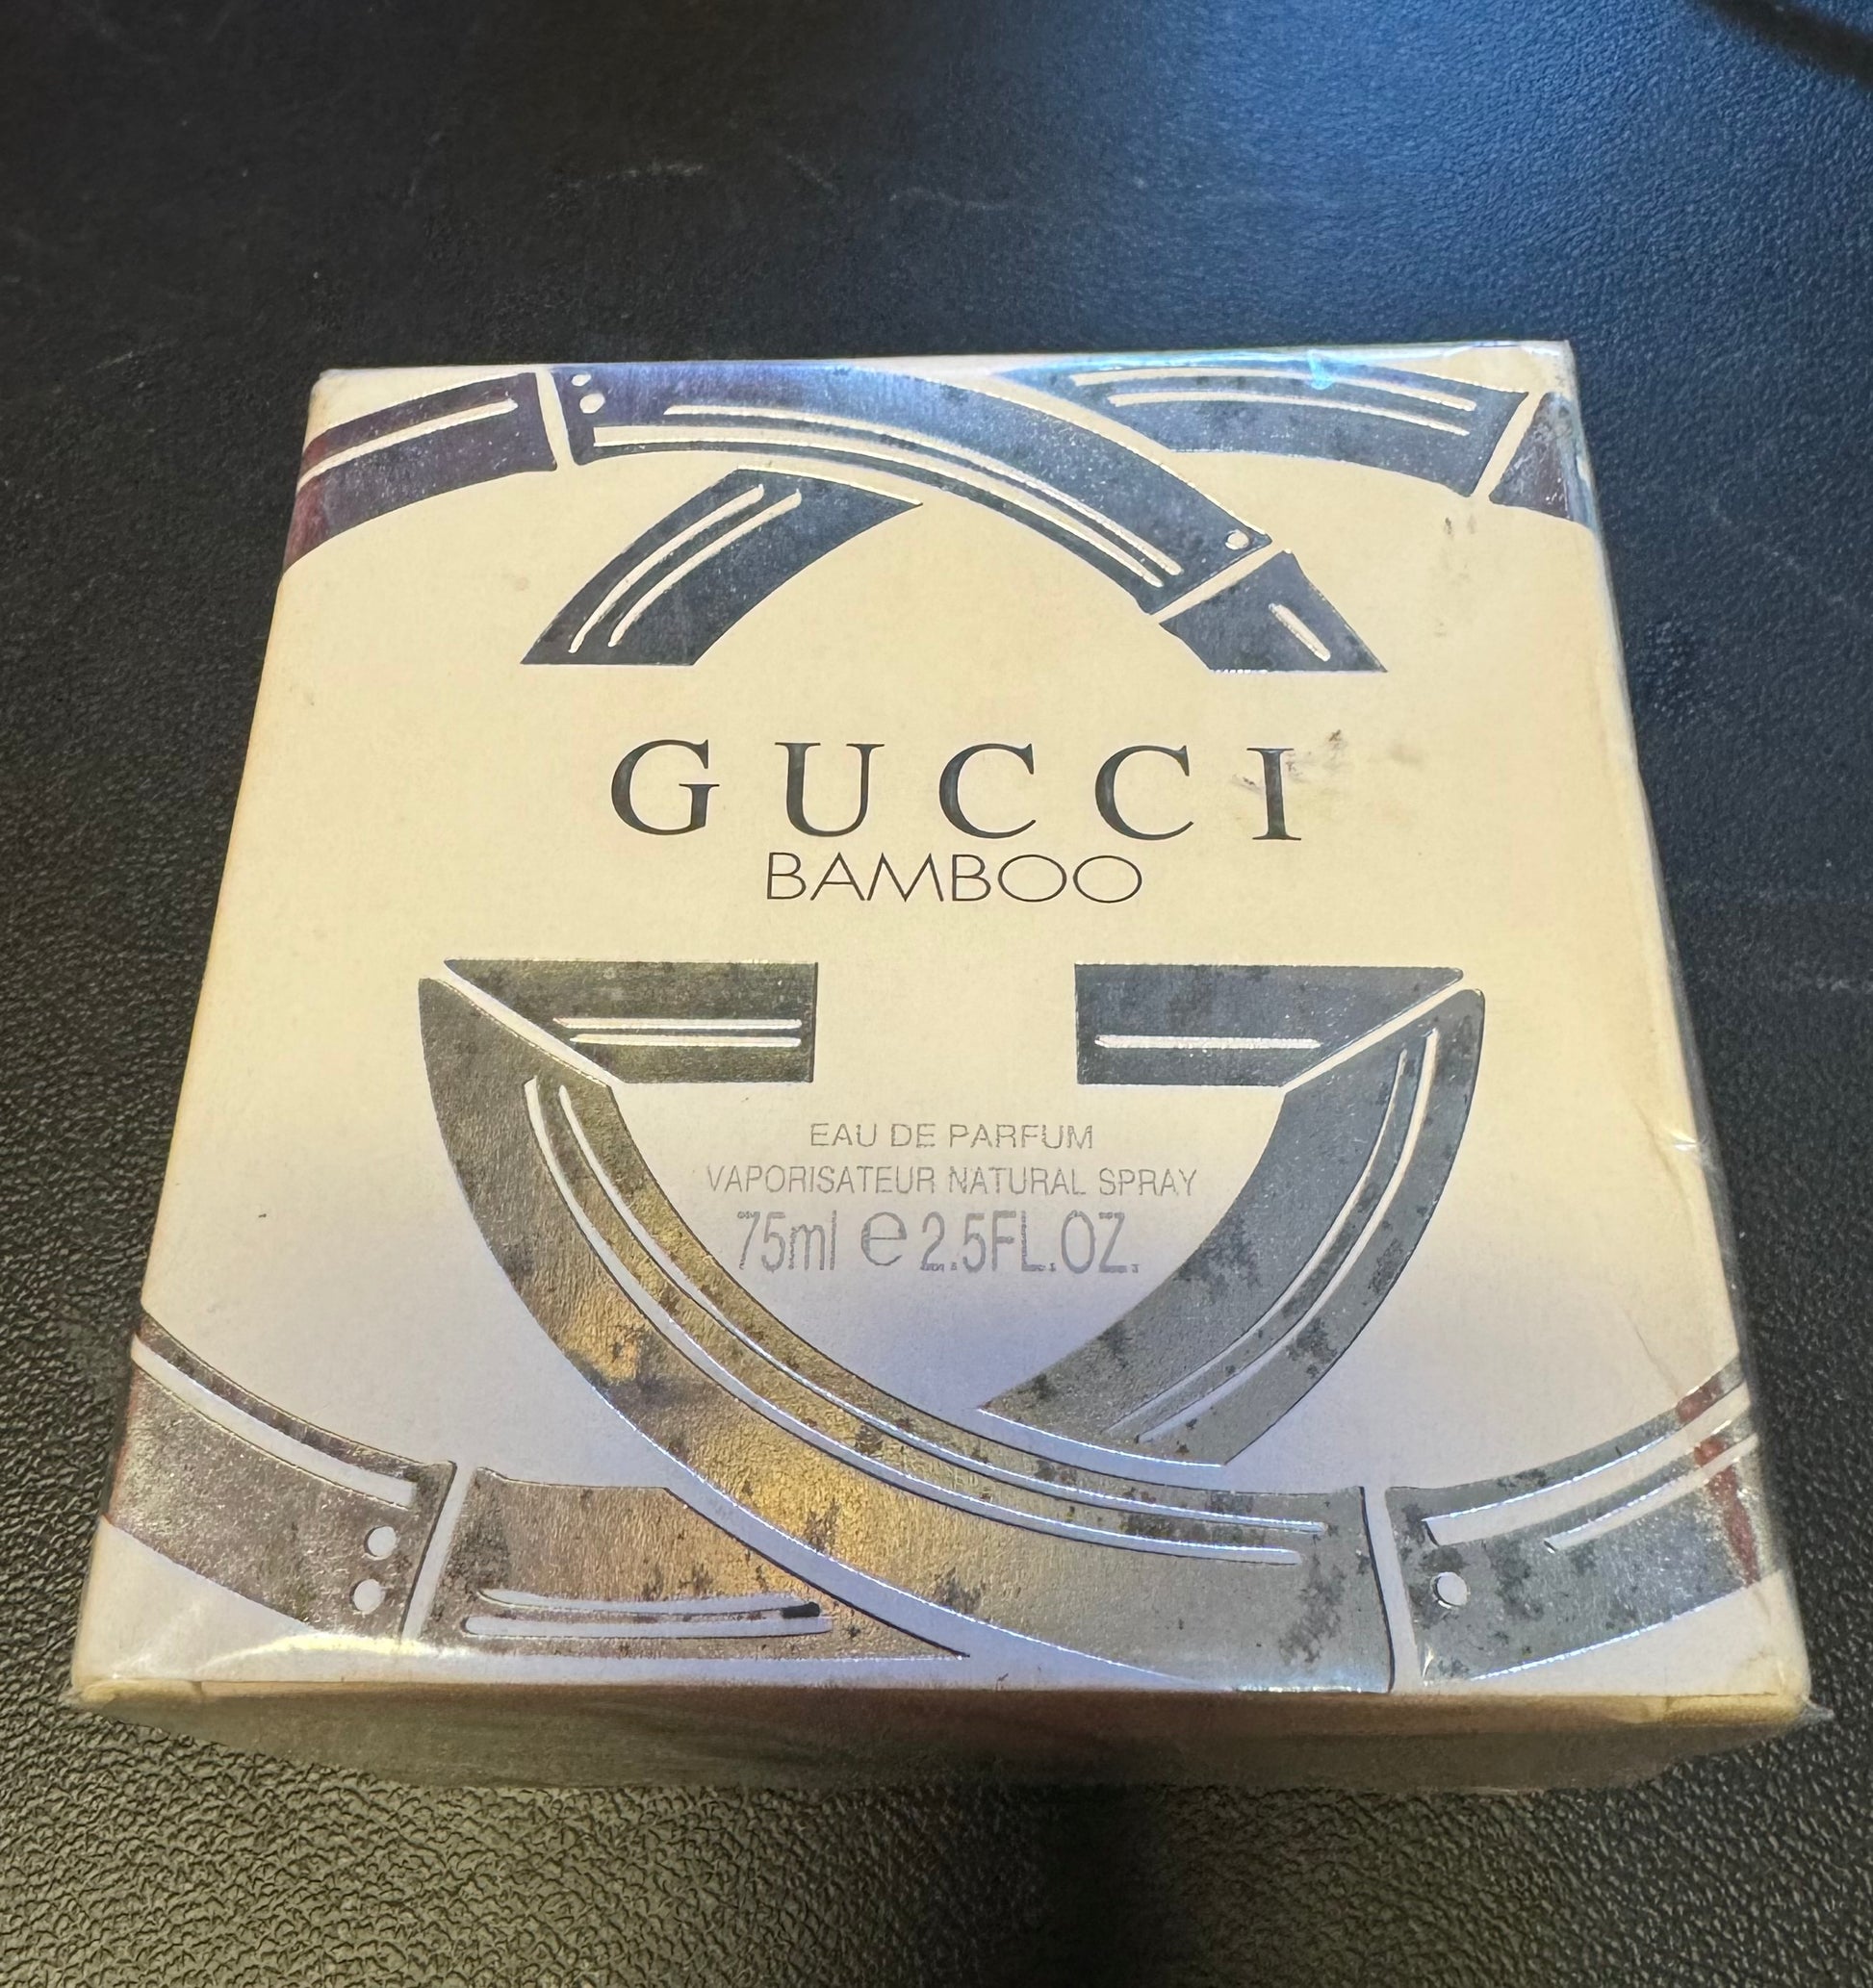 GUCCI
BAMBOO
EAU DE PARFUM
VAPORISATEUR NATURAL SPRAY
75ml e 2.5FL.OZ.